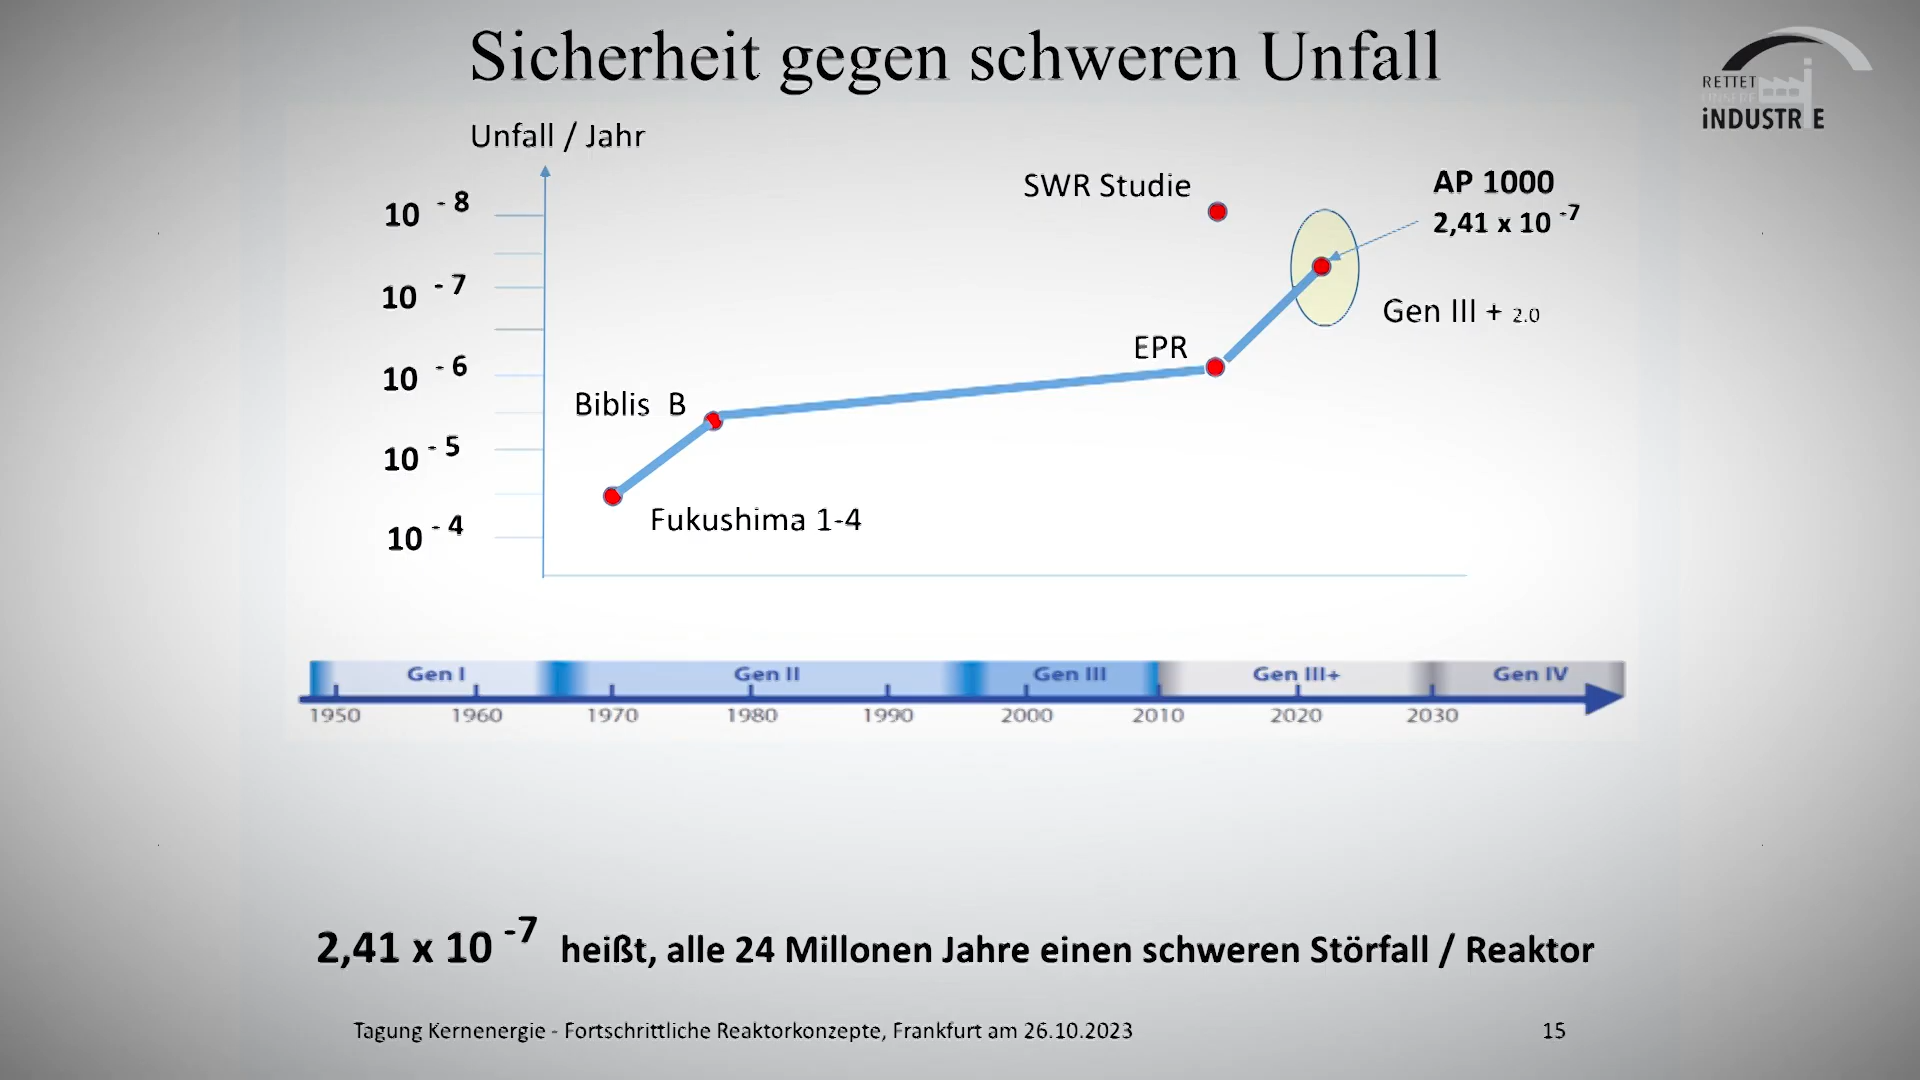 Sicherheit gegen schweren Unfall
RETTET
UNSERE
iNDUSTRIE
Unfall / Jahr
10 - 8
10 - 7
10 - 6
10 - 5
10 - 4
SWR Studie
AP 1000
2,41 x 10 -7
Gen III + 2.0
EPR
Biblis B
Fukushima 1-4
Gen I Gen II Gen III Gen III+ Gen IV
1950 1960 1970 1980 1990 2000 2010 2020 2030
2,41 x 10 -7 heißt, alle 24 Millonen Jahre einen schweren Störfall / Reaktor
Tagung Kernenergie - Fortschrittliche Reaktorkonzepte, Frankfurt am 26.10.2023 15